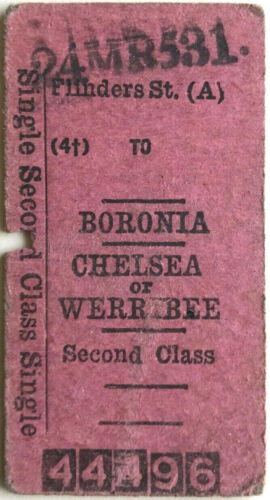 24MR531.
Flinders St. (A)
(4†) TO
BORONIA
CHELSEA
or
WERRIBEE
Second Class
44496
Single Second Class Single